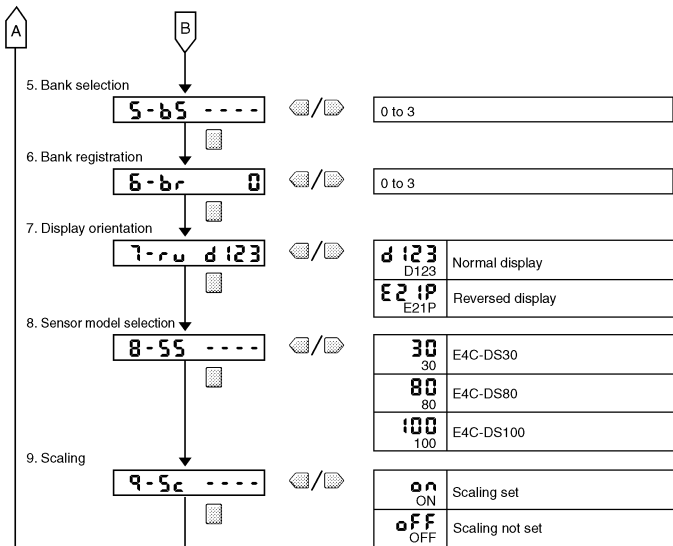 A
B
5. Bank selection
5-bS ----
/
0 to 3
6. Bank registration
6-br 0
/
0 to 3
7. Display orientation
7-ru d123
/
d123
D123
Normal display
E21P
E21P
Reversed display
8. Sensor model selection
8-SS ----
/
30
30
E4C-DS30
80
80
E4C-DS80
100
100
E4C-DS100
9. Scaling
9-Sc ----
/
on
ON
Scaling set
oFF
OFF
Scaling not set